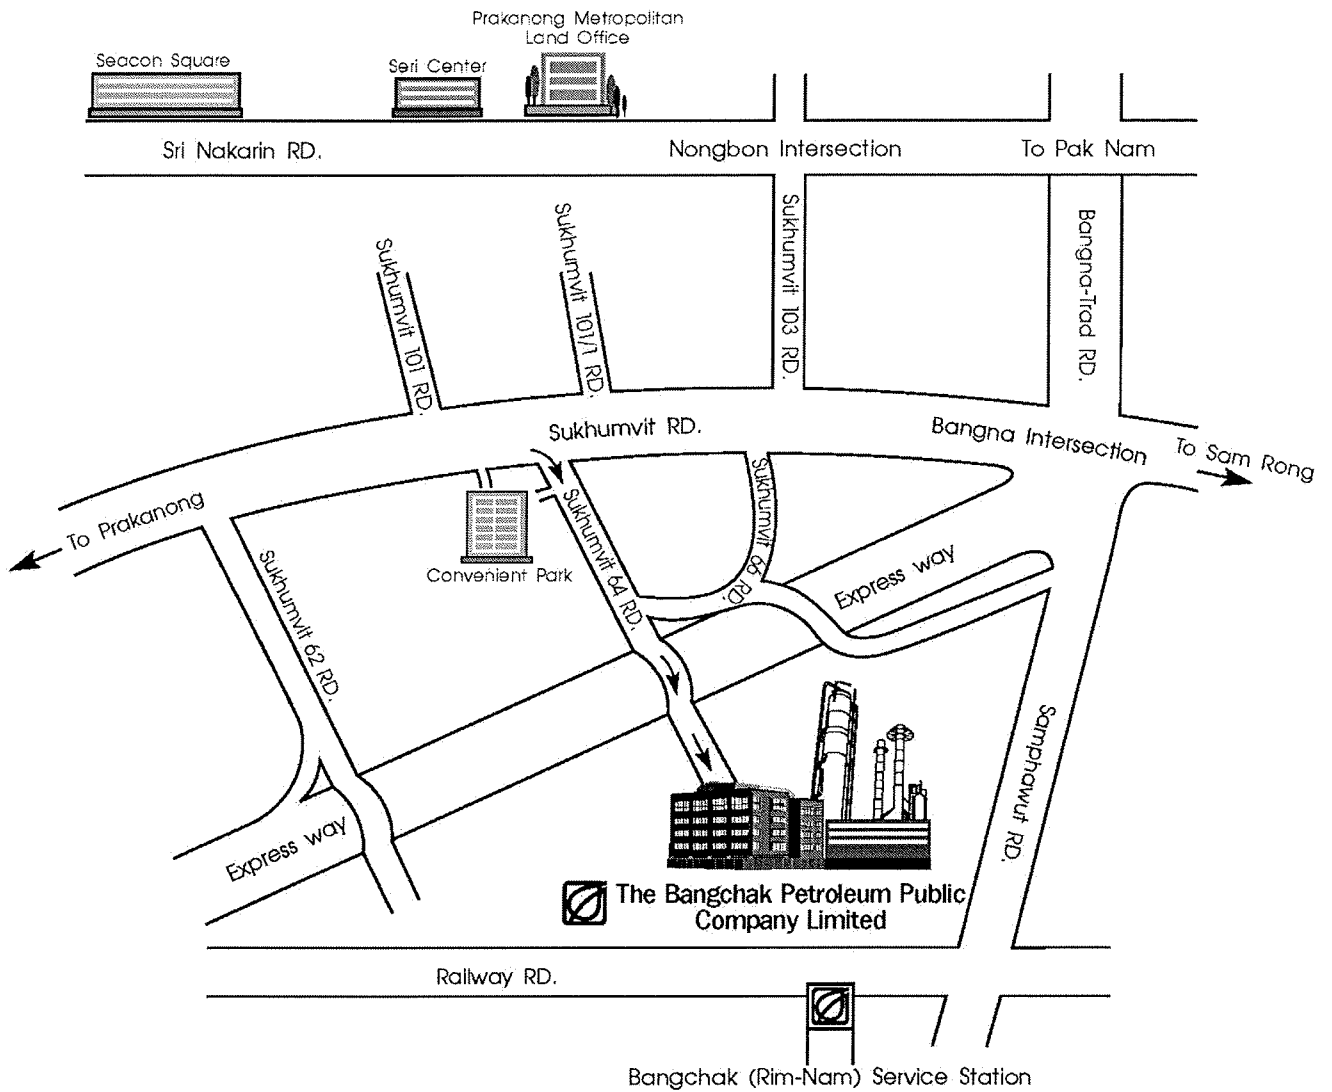 Prakanong Metropolitan
Land Office
Seacon Square
Seri Center
Sri Nakarin RD.
Nongbon Intersection
To Pak Nam
Sukhumvit 101 RD.
Sukhumvit 101/1 RD.
Sukhumvit 103 RD.
Bangna-Trad RD.
Sukhumvit RD.
Bangna Intersection
To Sam Rong
To Prakanong
Convenient Park
Sukhumvit 62 RD.
Sukhumvit 64 RD.
Sukhumvit 66 RD.
Express way
Express way
Samphawut RD.
The Bangchak Petroleum Public
Company Limited
Railway RD.
Bangchak (Rim-Nam) Service Station